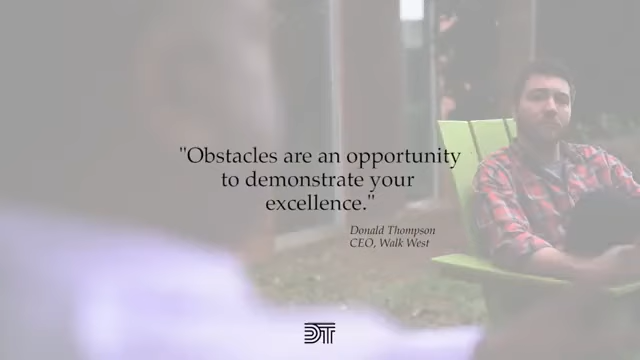 "Obstacles are an opportunity
to demonstrate your
excellence."
Donald Thompson
CEO, Walk West
DT